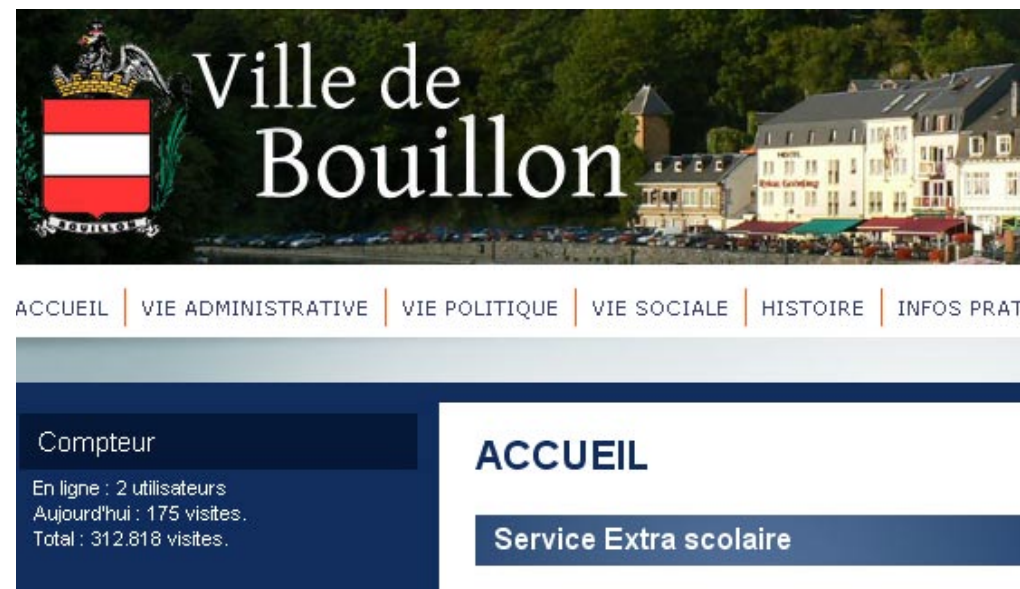 Ville de
Bouillon
BOUILLON
HOTEL
ACCUEIL
VIE ADMINISTRATIVE
VIE POLITIQUE
VIE SOCIALE
HISTOIRE
INFOS PRAT
Compteur
En ligne : 2 utilisateurs
Aujourd'hui : 175 visites.
Total : 312.818 visites.
ACCUEIL
Service Extra scolaire